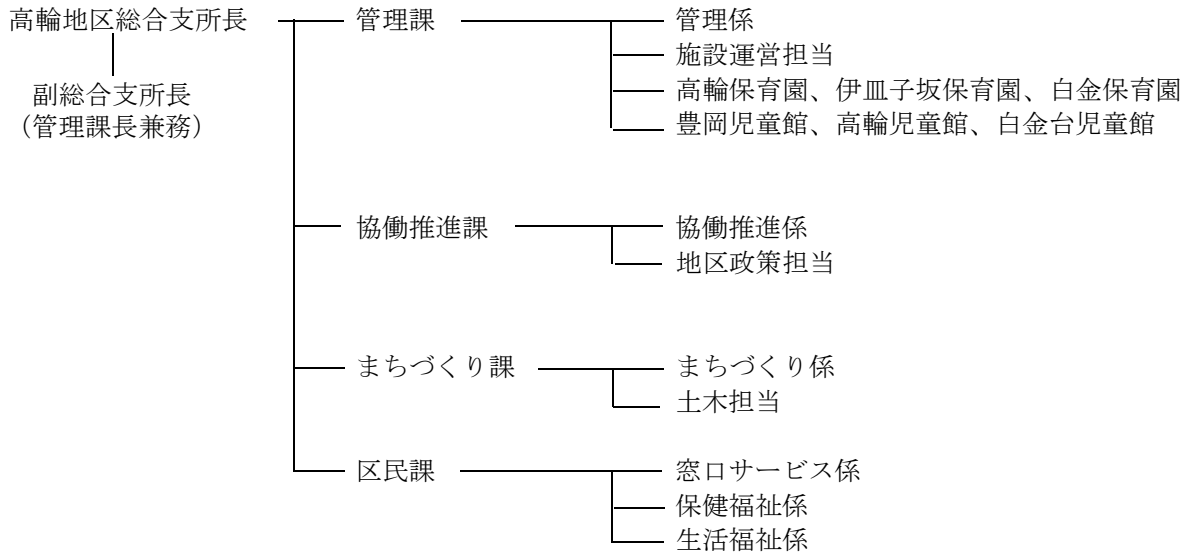 高輪地区総合支所長
副総合支所長
（管理課長兼務）
管理課
管理係
施設運営担当
高輪保育園、伊皿子坂保育園、白金保育園
豊岡児童館、高輪児童館、白金台児童館
協働推進課
協働推進係
地区政策担当
まちづくり課
まちづくり係
土木担当
区民課
窓口サービス係
保健福祉係
生活福祉係